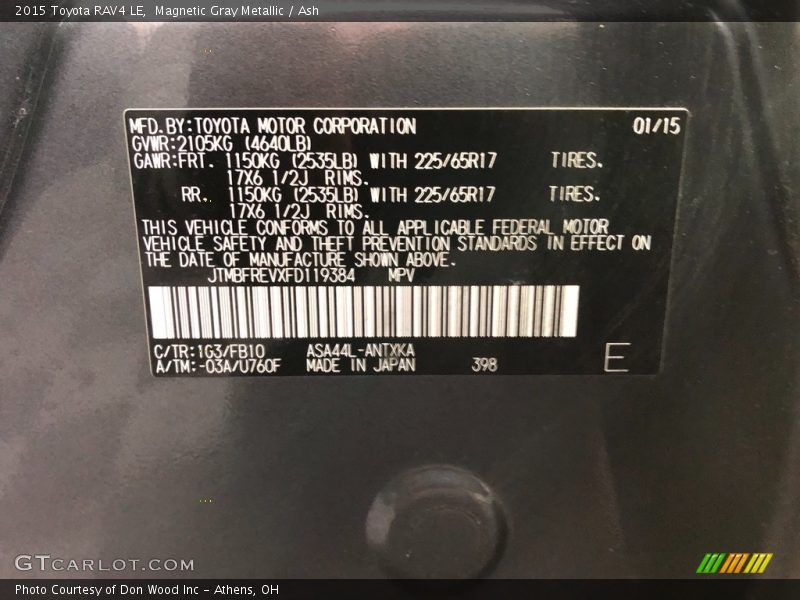 2015 Toyota RAV4 LE, Magnetic Gray Metallic / Ash
MFD.BY:TOYOTA MOTOR CORPORATION 01/15
GVWR:2105KG (4640LB)
GAWR:FRT. 1150KG (2535LB) WITH 225/65R17 TIRES.
17X6 1/2J RIMS.
RR. 1150KG (2535LB) WITH 225/65R17 TIRES.
17X6 1/2J RIMS.
THIS VEHICLE CONFORMS TO ALL APPLICABLE FEDERAL MOTOR
VEHICLE SAFETY AND THEFT PREVENTION STANDARDS IN EFFECT ON
THE DATE OF MANUFACTURE SHOWN ABOVE.
JTMBFREVXFD119384 MPV
C/TR:1G3/FB10 ASA44L-ANTXKA
A/TM:-03A/U760F MADE IN JAPAN 398 E
GTCARLOT.COM
Photo Courtesy of Don Wood Inc - Athens, OH